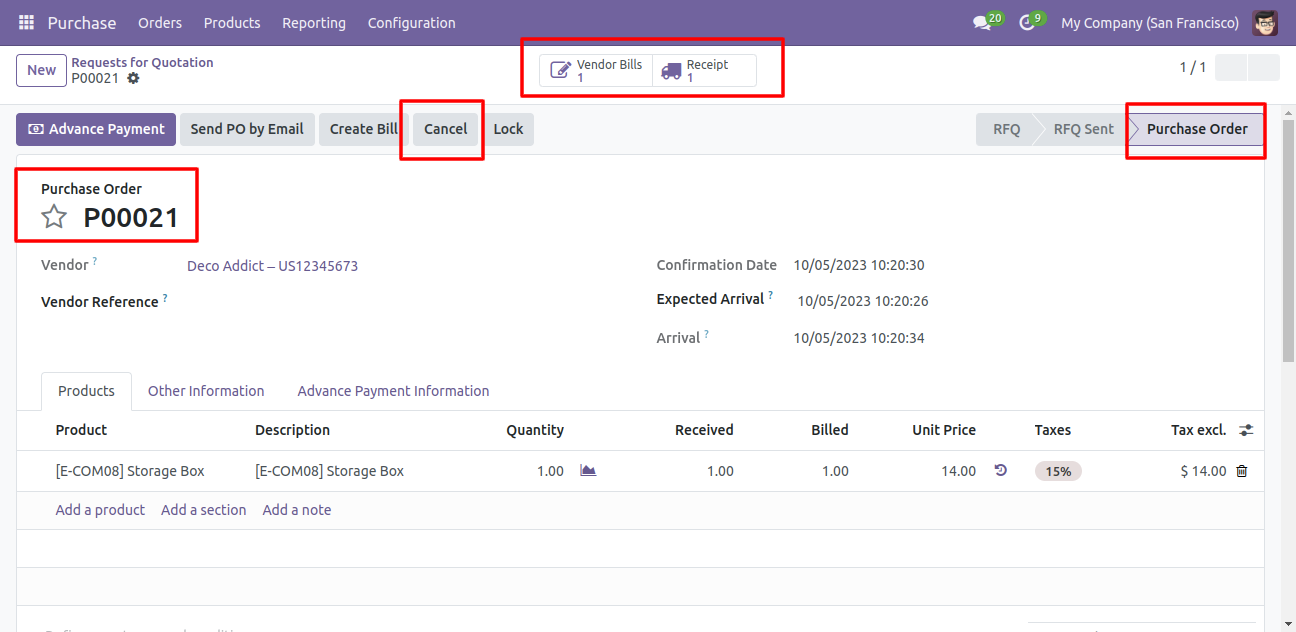 Purchase Orders Products Reporting Configuration 20 9 My Company (San Francisco)
New Requests for Quotation
P00021
Vendor Bills
1
Receipt
1
1 / 1
Advance Payment Send PO by Email Create Bill Cancel Lock RFQ RFQ Sent Purchase Order
Purchase Order
P00021
Vendor ? Deco Addict – US12345673
Vendor Reference ?
Confirmation Date 10/05/2023 10:20:30
Expected Arrival ? 10/05/2023 10:20:26
Arrival ? 10/05/2023 10:20:34
Products Other Information Advance Payment Information
Product Description Quantity Received Billed Unit Price Taxes Tax excl.
[E-COM08] Storage Box [E-COM08] Storage Box 1.00 1.00 1.00 14.00 15% $ 14.00
Add a product Add a section Add a note